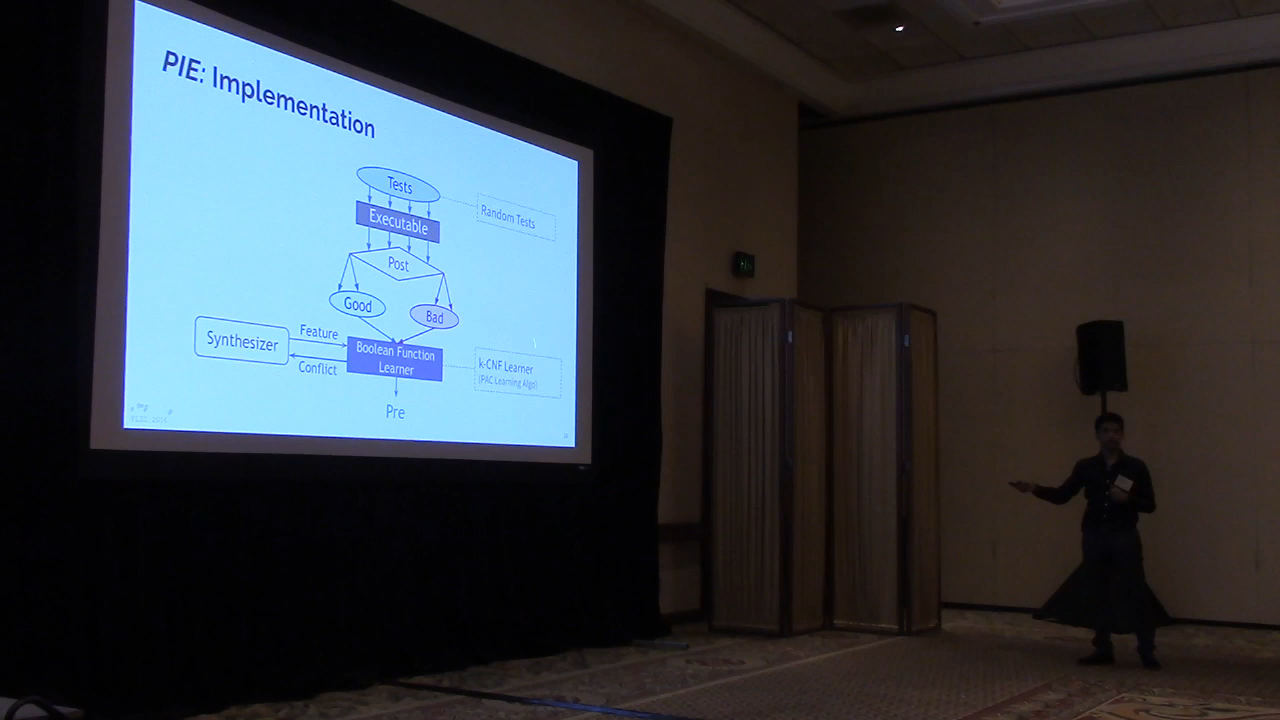 PIE: Implementation
Tests
Random Tests
Executable
Post
Good
Bad
Synthesizer
Feature
Conflict
Boolean Function
Learner
k-CNF Learner
(PAC Learning Algo)
Pre